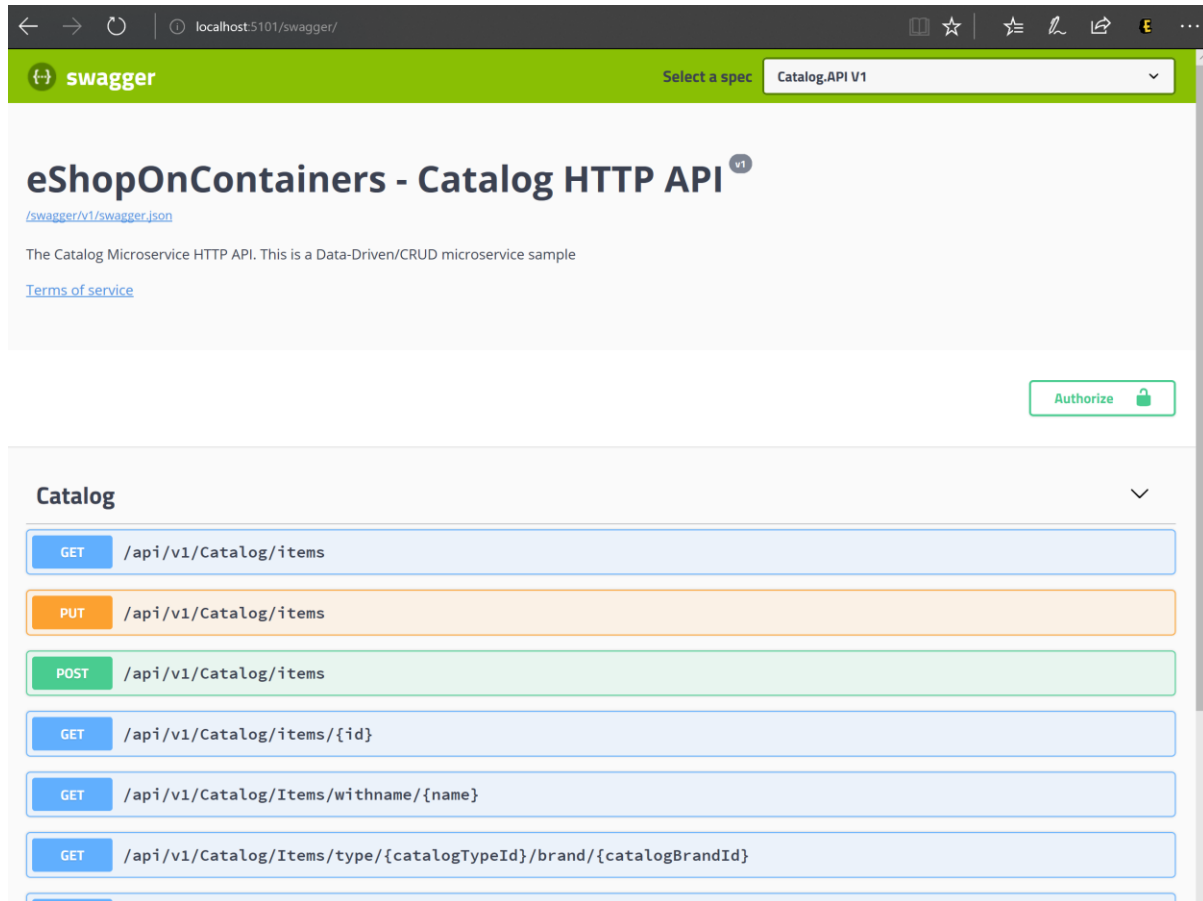 localhost:5101/swagger/
swagger
Select a spec
Catalog.API V1
eShopOnContainers - Catalog HTTP API v1
/swagger/v1/swagger.json
The Catalog Microservice HTTP API. This is a Data-Driven/CRUD microservice sample
Terms of service
Authorize
Catalog
GET /api/v1/Catalog/items
PUT /api/v1/Catalog/items
POST /api/v1/Catalog/items
GET /api/v1/Catalog/items/{id}
GET /api/v1/Catalog/Items/withname/{name}
GET /api/v1/Catalog/Items/type/{catalogTypeId}/brand/{catalogBrandId}